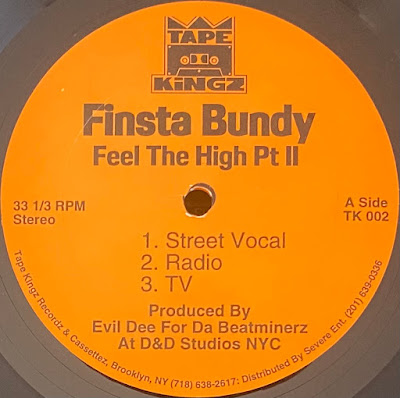 TAPE
KiNGZ
Finsta Bundy
Feel The High Pt II
33 1/3 RPM
Stereo
A Side
TK 002
1. Street Vocal
2. Radio
3. TV
Produced By
Evil Dee For Da Beatminerz
At D&D Studios NYC
Tape Kingz Recordz & Cassettez, Brooklyn, NY (718) 638-2617: Distributed By Severe Ent. (201) 539-0336